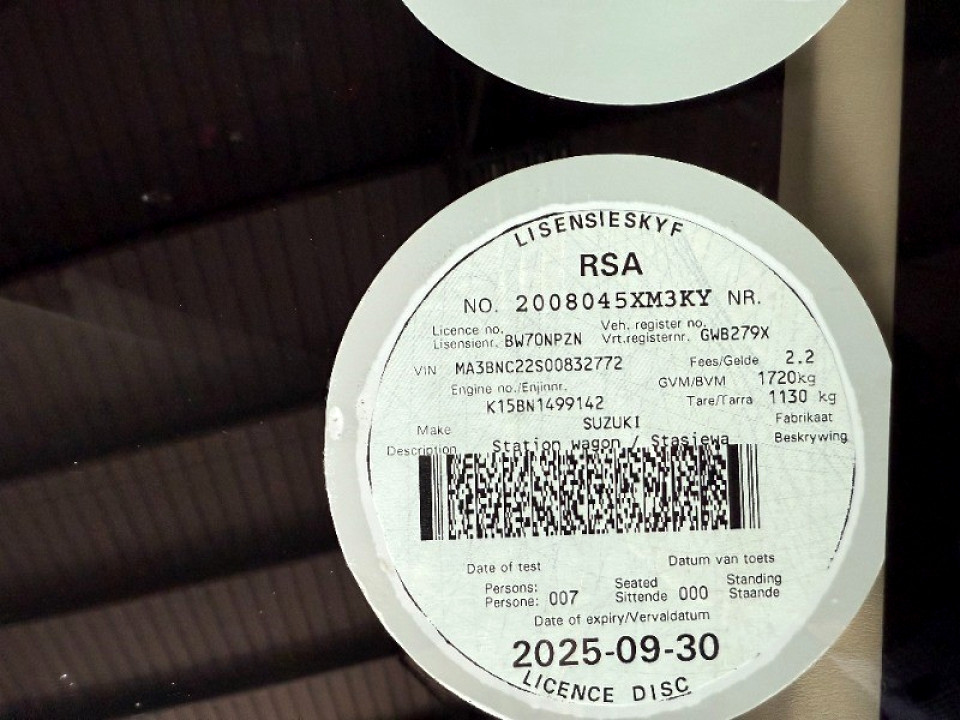 LISENSIESKYF
RSA
NO. 2008045XM3KY NR.
Licence no. Veh. register no.
Lisensienr. BW70NPZN Vrt.registernr. GWB279X
VIN MA3BNC22S00832772 Fees/Gelde 2.2
Engine no./Enjinnr. GVM/BVM 1720kg
K15BN1499142 Tare/Tarra 1130 kg
Make SUZUKI Fabrikaat
Description Station wagon / Stasiewa Beskrywing
Date of test Datum van toets
Persons: Seated Standing
Persone: 007 Sittende 000 Staande
Date of expiry/Vervaldatum
2025-09-30
LICENCE DISC